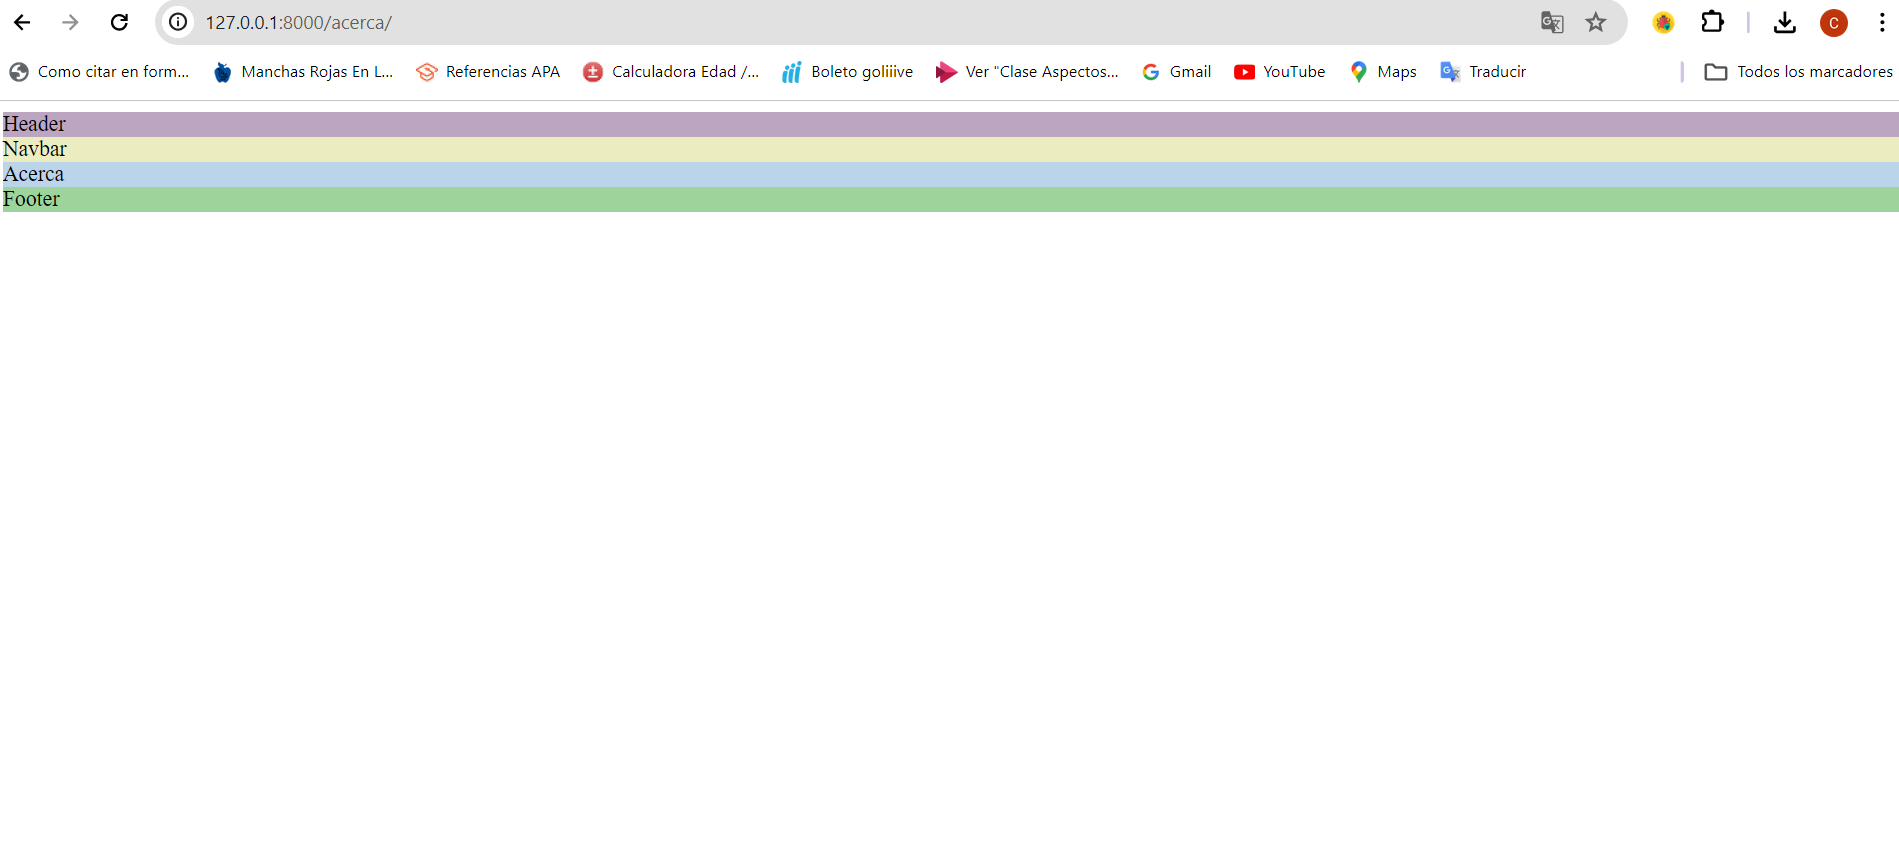 127.0.0.1:8000/acerca/
C
Como citar en form... Manchas Rojas En L... Referencias APA Calculadora Edad /... Boleto goliiive Ver "Clase Aspectos... Gmail YouTube Maps Traducir Todos los marcadores
Header
Navbar
Acerca
Footer